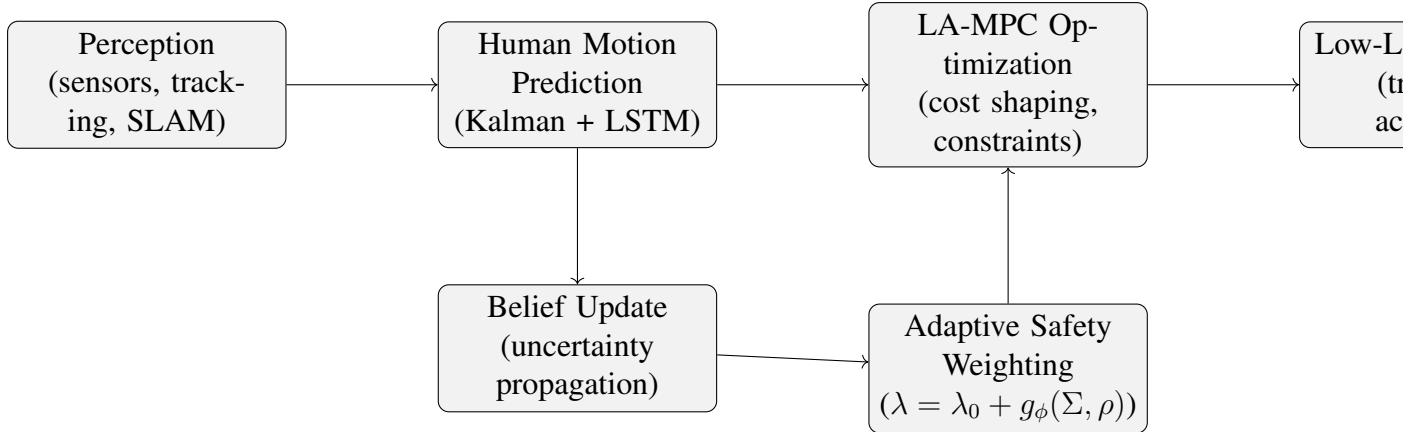 Perception
(sensors, track-
ing, SLAM)
Human Motion
Prediction
(Kalman + LSTM)
LA-MPC Op-
timization
(cost shaping,
constraints)
Low-L
Belief Update
(uncertainty
propagation)
Adaptive Safety
Weighting
(λ = λ₀ + g_ϕ(Σ, ρ))